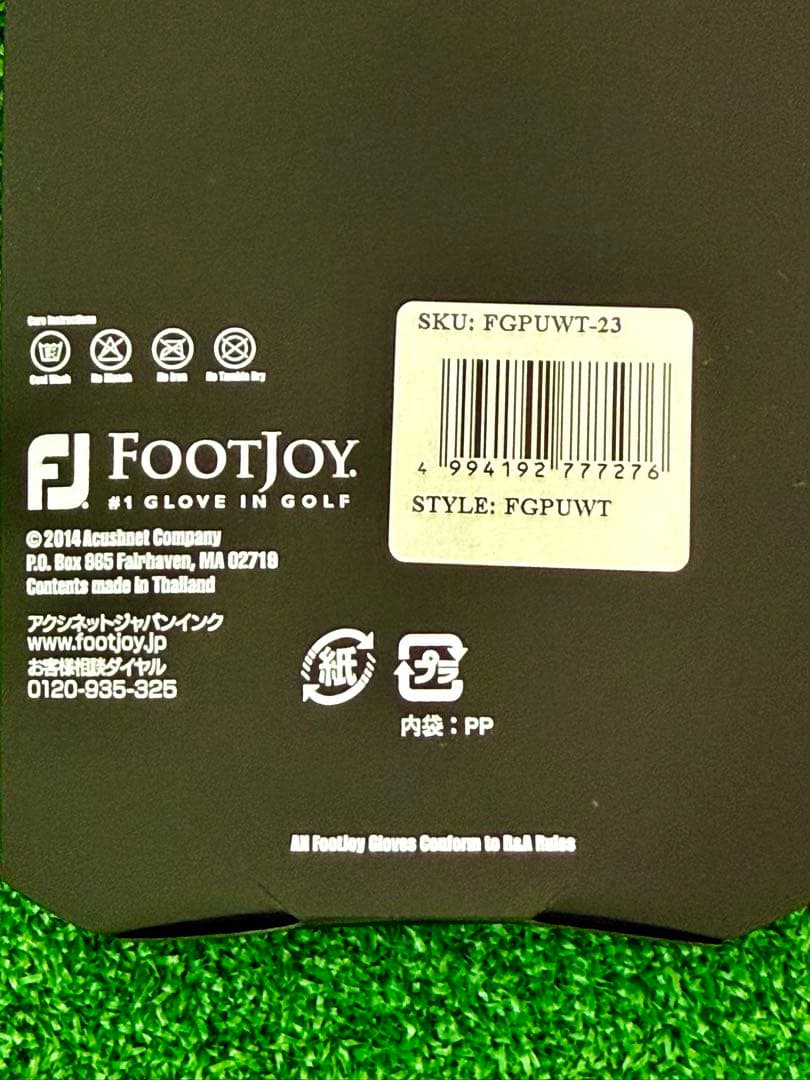 Care Instructions
Cool Wash No Bleach No Iron No Tumble Dry
FJ FOOTJOY
#1 GLOVE IN GOLF
© 2014 Acushnet Company
P.O. Box 965 Fairhaven, MA 02719
Contents made in Thailand
アクシネットジャパンインク
www.footjoy.jp
お客様相談ダイヤル
0120-935-325
SKU: FGPUWT-23
4 994192 777276
STYLE: FGPUWT
紙
プラ
内袋：PP
All FootJoy Gloves Conform to R&A Rules